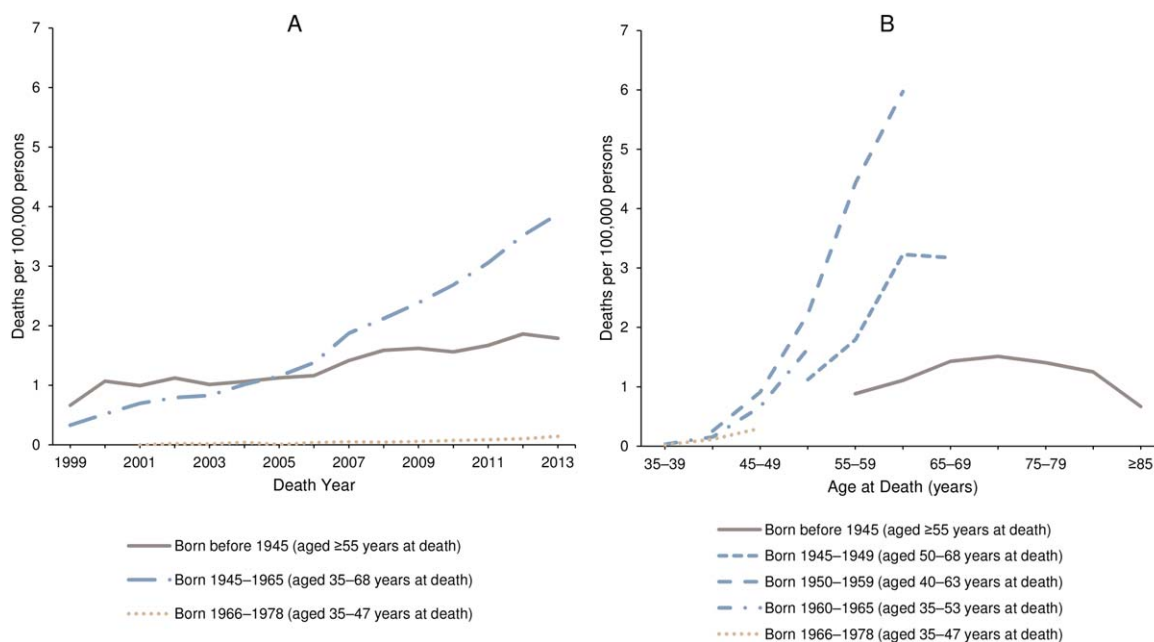 A
7
6
5
4
3
2
1
0
Deaths per 100,000 persons
1999 2001 2003 2005 2007 2009 2011 2013
Death Year
Born before 1945 (aged ≥55 years at death)
Born 1945–1965 (aged 35–68 years at death)
Born 1966–1978 (aged 35–47 years at death)
B
7
6
5
4
3
2
1
0
Deaths per 100,000 persons
35–39 45–49 55–59 65–69 75–79 ≥85
Age at Death (years)
Born before 1945 (aged ≥55 years at death)
Born 1945–1949 (aged 50–68 years at death)
Born 1950–1959 (aged 40–63 years at death)
Born 1960–1965 (aged 35–53 years at death)
Born 1966–1978 (aged 35–47 years at death)